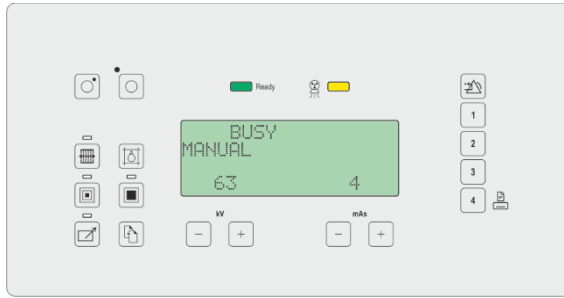 Ready
BUSY
MANUAL
63 4
kV mAs
- + - +
1
2
3
4